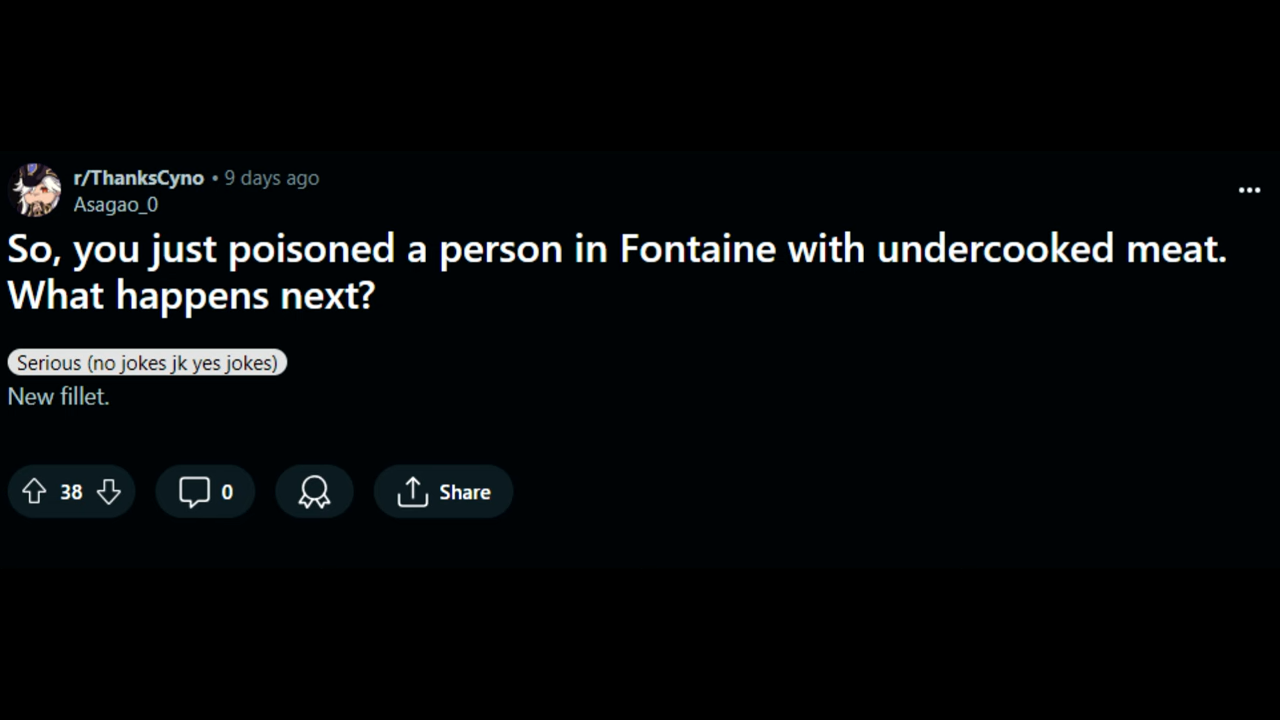 r/ThanksCyno • 9 days ago
Asagao_0
So, you just poisoned a person in Fontaine with undercooked meat.
What happens next?
Serious (no jokes jk yes jokes)
New fillet.
38 0 Share